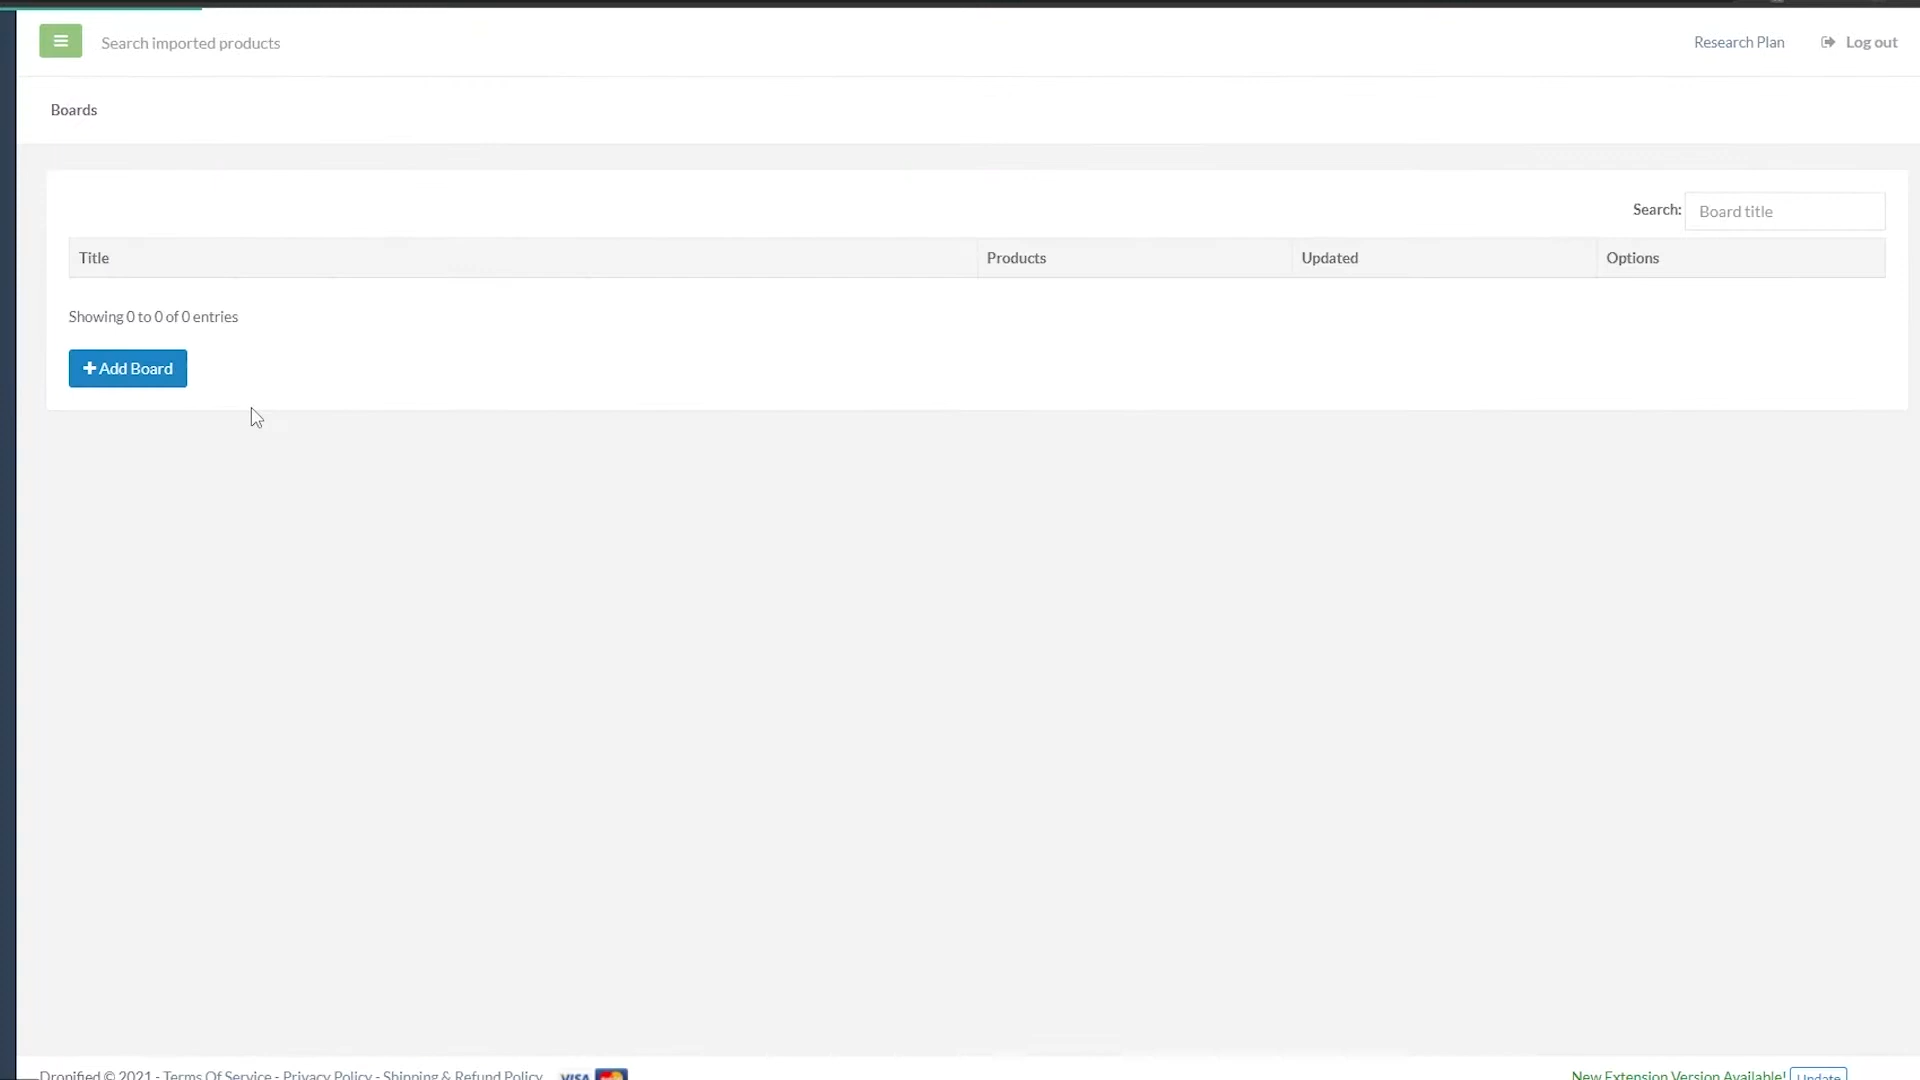 Search imported products
Research Plan
Log out
Boards
Search: Board title
Title Products Updated Options
Showing 0 to 0 of 0 entries
Add Board
Dropified © 2021 - Terms Of Service - Privacy Policy - Shipping & Refund Policy VISA
New Extension Version Available! Update